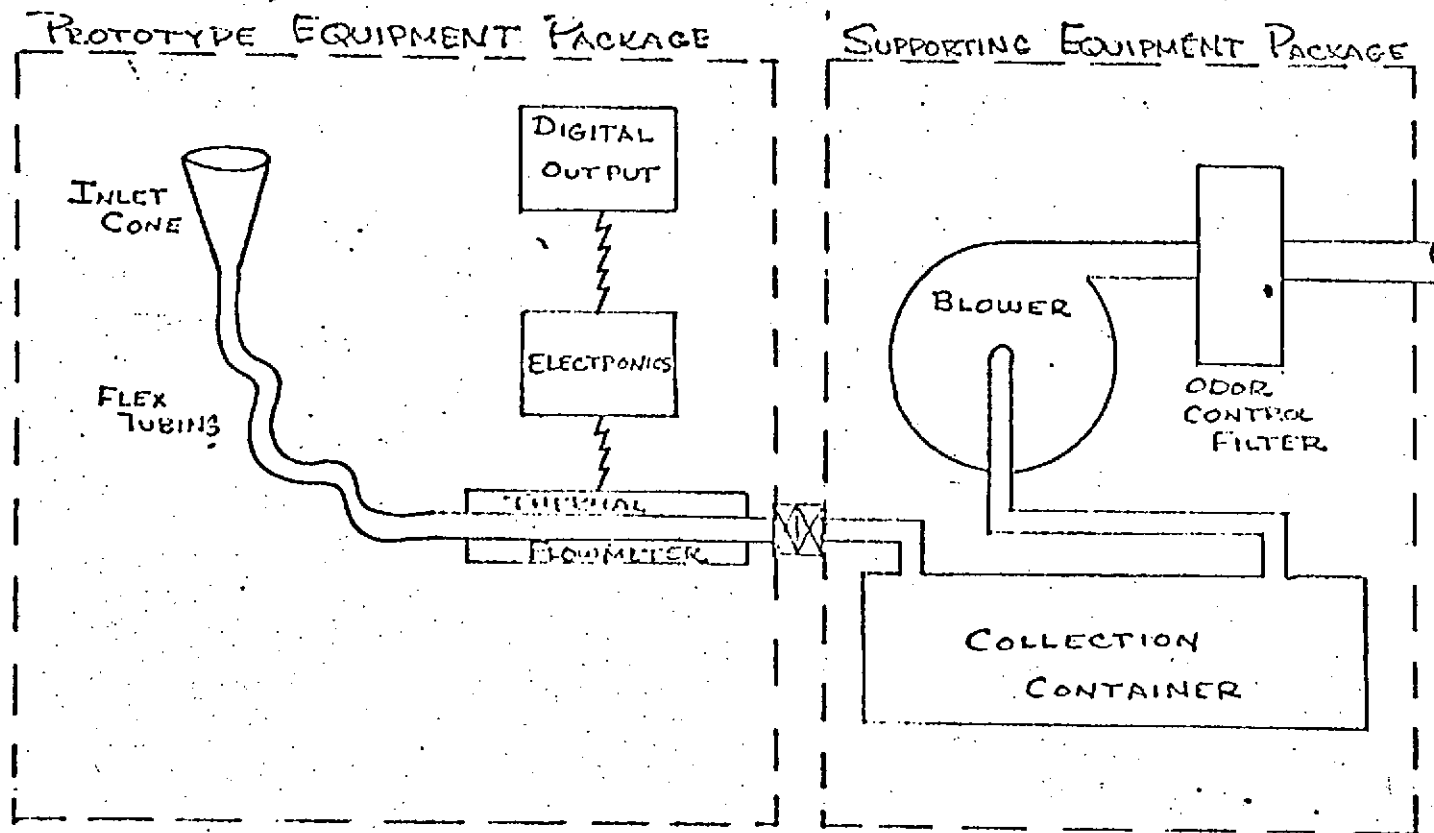 PROTOTYPE EQUIPMENT PACKAGE
SUPPORTING EQUIPMENT PACKAGE
DIGITAL
OUTPUT
INLET
CONE
BLOWER
ELECTRONICS
FLEX
TUBING
ODOR
CONTROL
FILTER
THERMAL
FLOWMETER
COLLECTION
CONTAINER